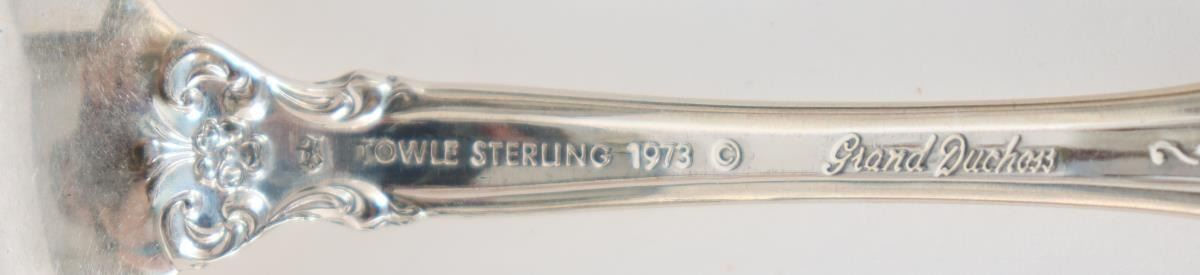 TOWLE STERLING 1973 © Grand Duchess